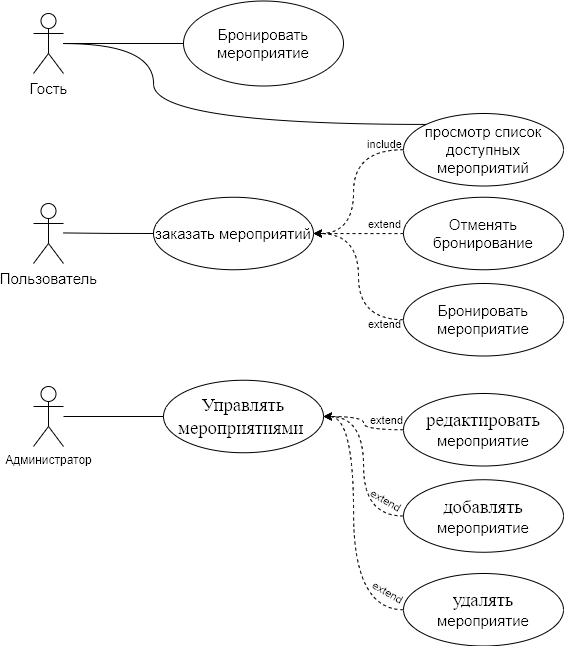 Бронировать
мероприятие
Гость
просмотр список
доступных
мероприятий
include
Пользователь
заказать мероприятий
extend
Отменять
бронирование
extend
Бронировать
мероприятие
Администратор
Управлять
мероприятиями
extend
редактировать
мероприятие
extend
добавлять
мероприятие
extend
удалять
мероприятие